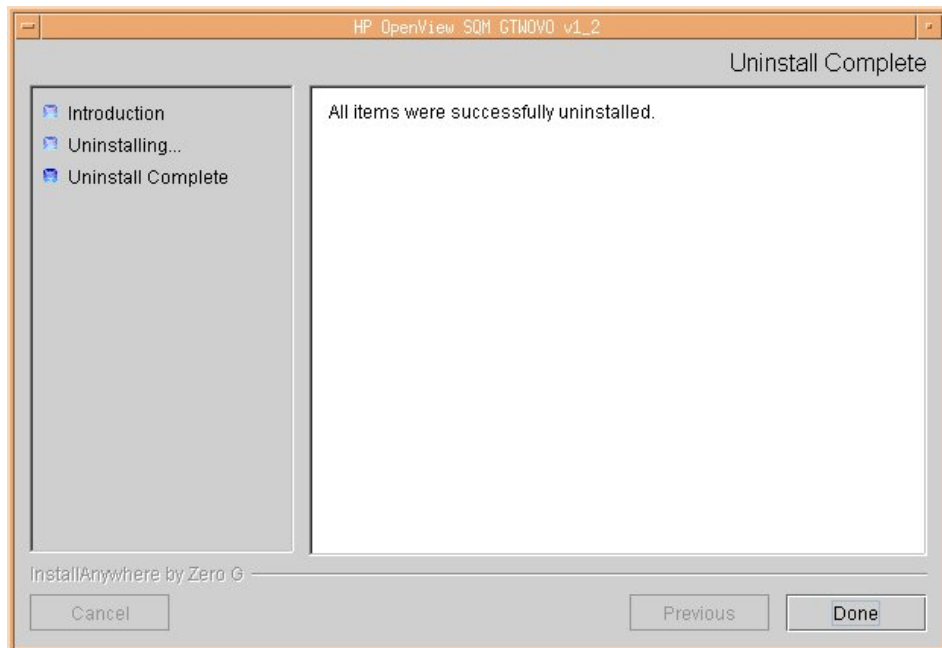 HP OpenView SQM GTWOVO v1_2
Uninstall Complete
Introduction
Uninstalling...
Uninstall Complete
All items were successfully uninstalled.
InstallAnywhere by Zero G
Cancel
Previous
Done